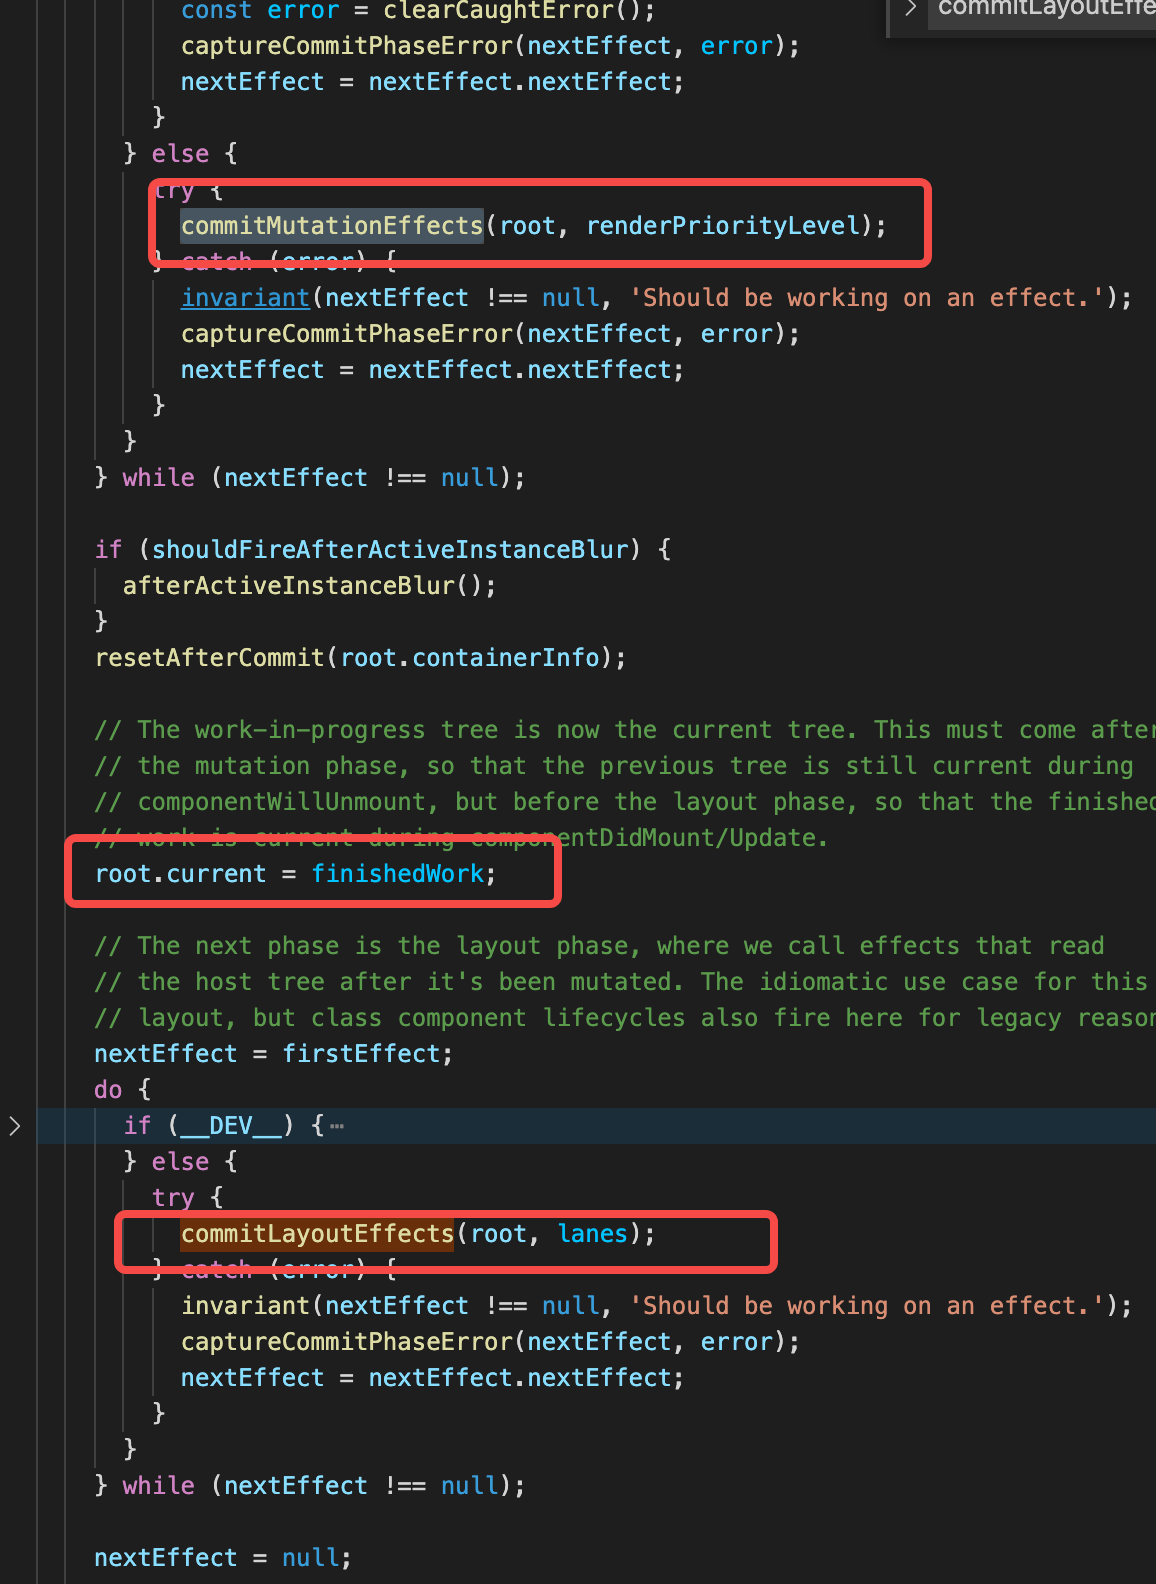 commitLayoutEffe
const error = clearCaughtError();
captureCommitPhaseError(nextEffect, error);
nextEffect = nextEffect.nextEffect;
}
} else {
try {
commitMutationEffects(root, renderPriorityLevel);
} catch (error) {
invariant(nextEffect !== null, 'Should be working on an effect.');
captureCommitPhaseError(nextEffect, error);
nextEffect = nextEffect.nextEffect;
}
}
} while (nextEffect !== null);
if (shouldFireAfterActiveInstanceBlur) {
afterActiveInstanceBlur();
}
resetAfterCommit(root.containerInfo);
// The work-in-progress tree is now the current tree. This must come after
// the mutation phase, so that the previous tree is still current during
// componentWillUnmount, but before the layout phase, so that the finished
// work is current during componentDidMount/Update.
root.current = finishedWork;
// The next phase is the layout phase, where we call effects that read
// the host tree after it's been mutated. The idiomatic use case for this
// layout, but class component lifecycles also fire here for legacy reason
nextEffect = firstEffect;
do {
if (__DEV__) {⋯
} else {
try {
commitLayoutEffects(root, lanes);
} catch (error) {
invariant(nextEffect !== null, 'Should be working on an effect.');
captureCommitPhaseError(nextEffect, error);
nextEffect = nextEffect.nextEffect;
}
}
} while (nextEffect !== null);
nextEffect = null;